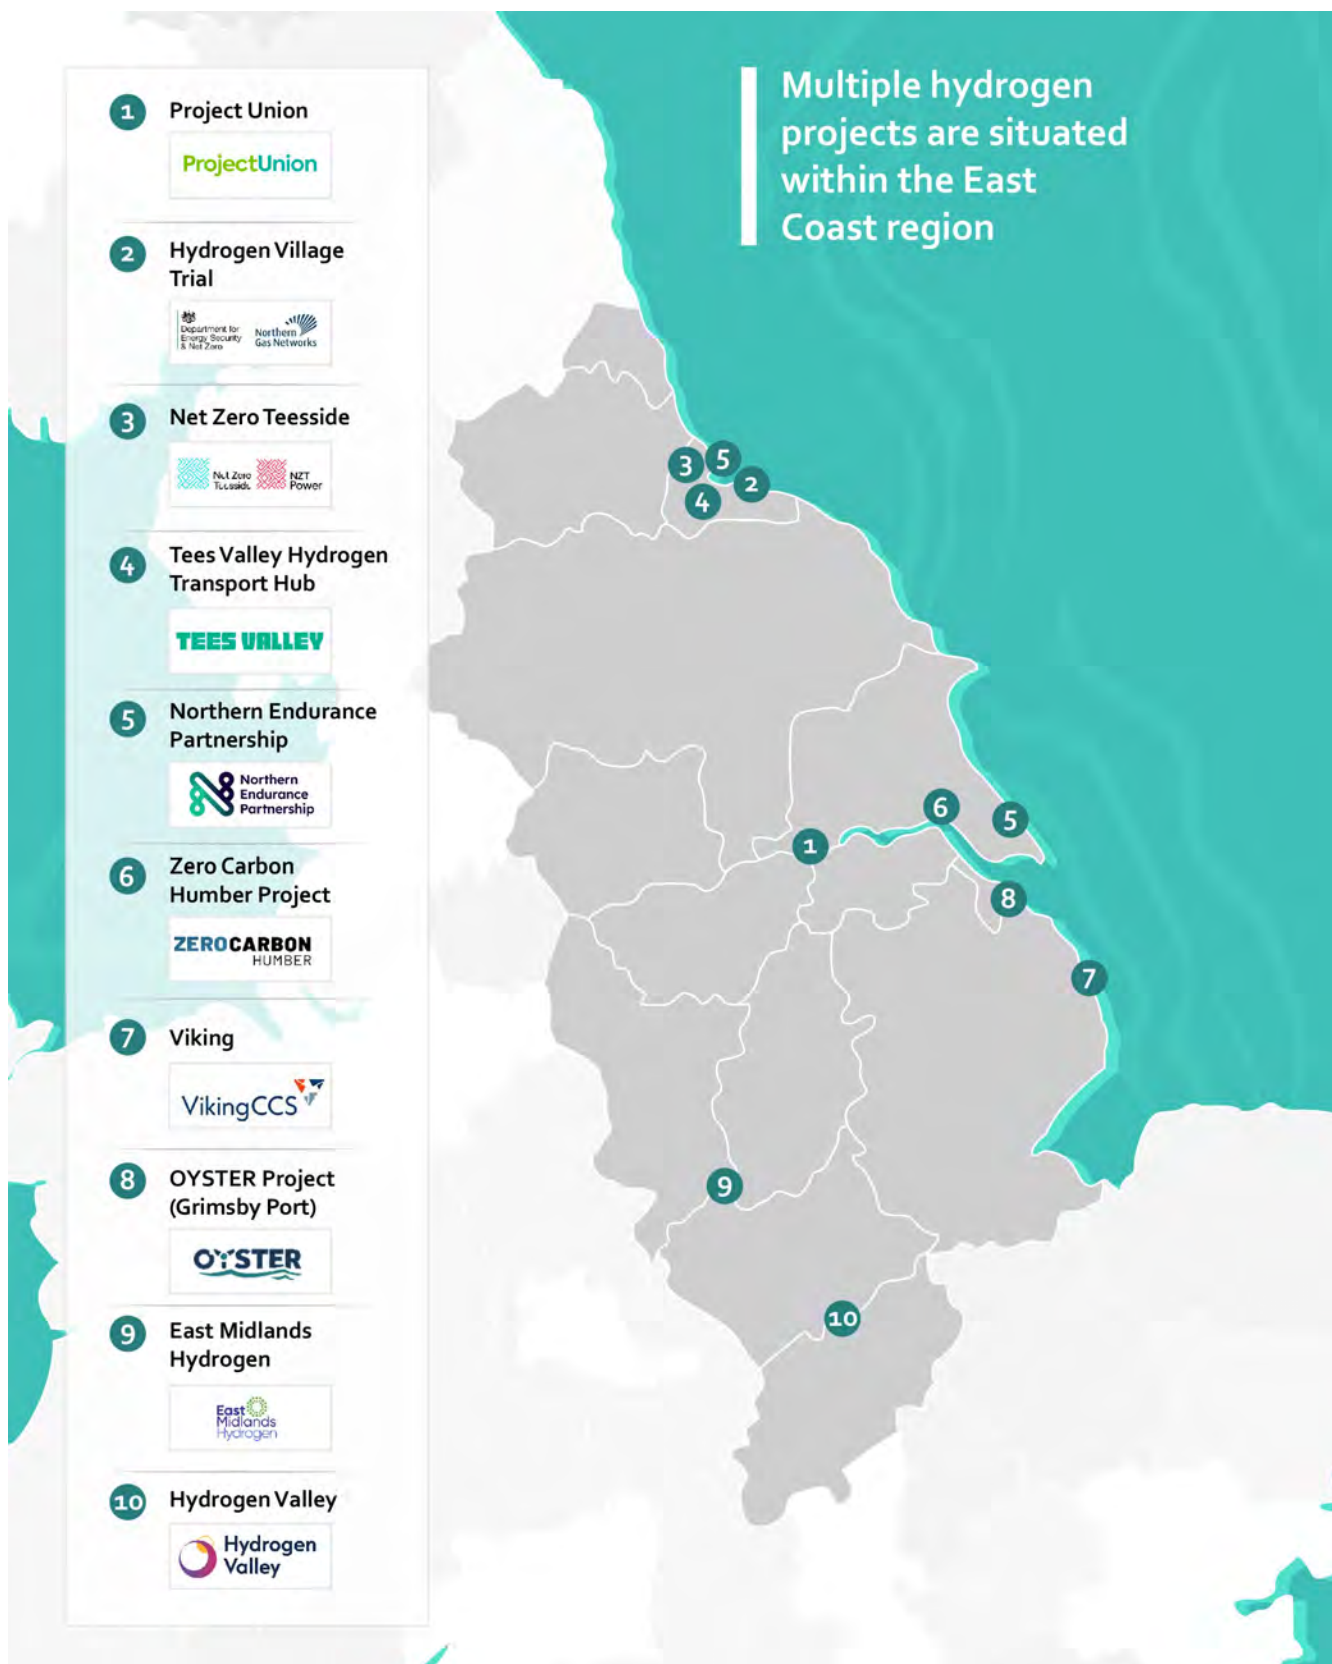 Multiple hydrogen
projects are situated
within the East
Coast region
1 Project Union
ProjectUnion
2 Hydrogen Village
Trial
Department for
Energy Security
& Net Zero
Northern
Gas Networks
3 Net Zero Teesside
Net Zero
Teesside
NZT
Power
4 Tees Valley Hydrogen
Transport Hub
TEES VALLEY
5 Northern Endurance
Partnership
Northern
Endurance
Partnership
6 Zero Carbon
Humber Project
ZEROCARBON
HUMBER
7 Viking
VikingCCS
8 OYSTER Project
(Grimsby Port)
OYSTER
9 East Midlands
Hydrogen
East
Midlands
Hydrogen
10 Hydrogen Valley
Hydrogen
Valley
3
5
2
4
6
5
1
8
7
9
10